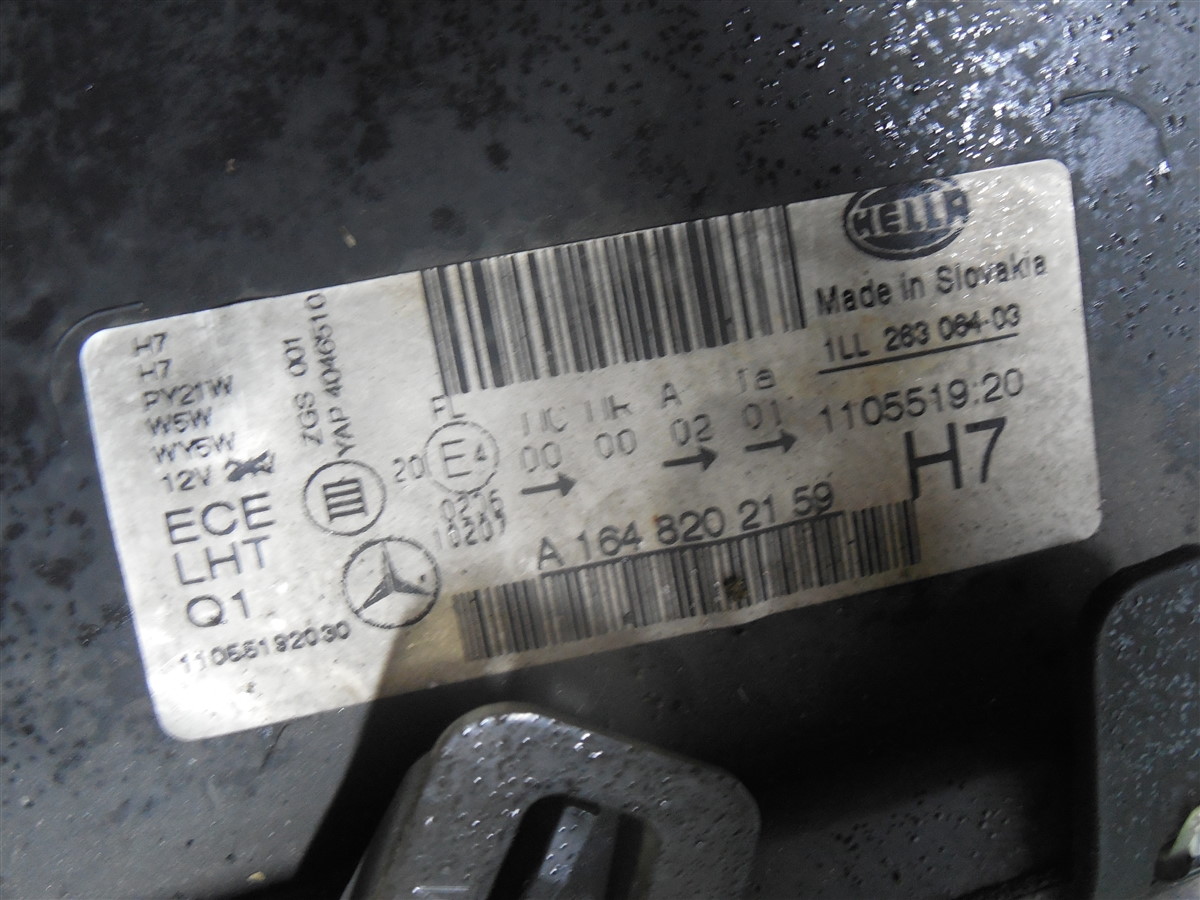 HELLA
Made in Slovakia
1LL 263 064-03
1105519:20
H7
H7
H7
PY21W
W5W
WY5W
12V
ECE
LHT
Q1
11055192030
ZGS 001
YAP 4046510
E4
A
00 00 02 01
10207
A 164 820 21 59